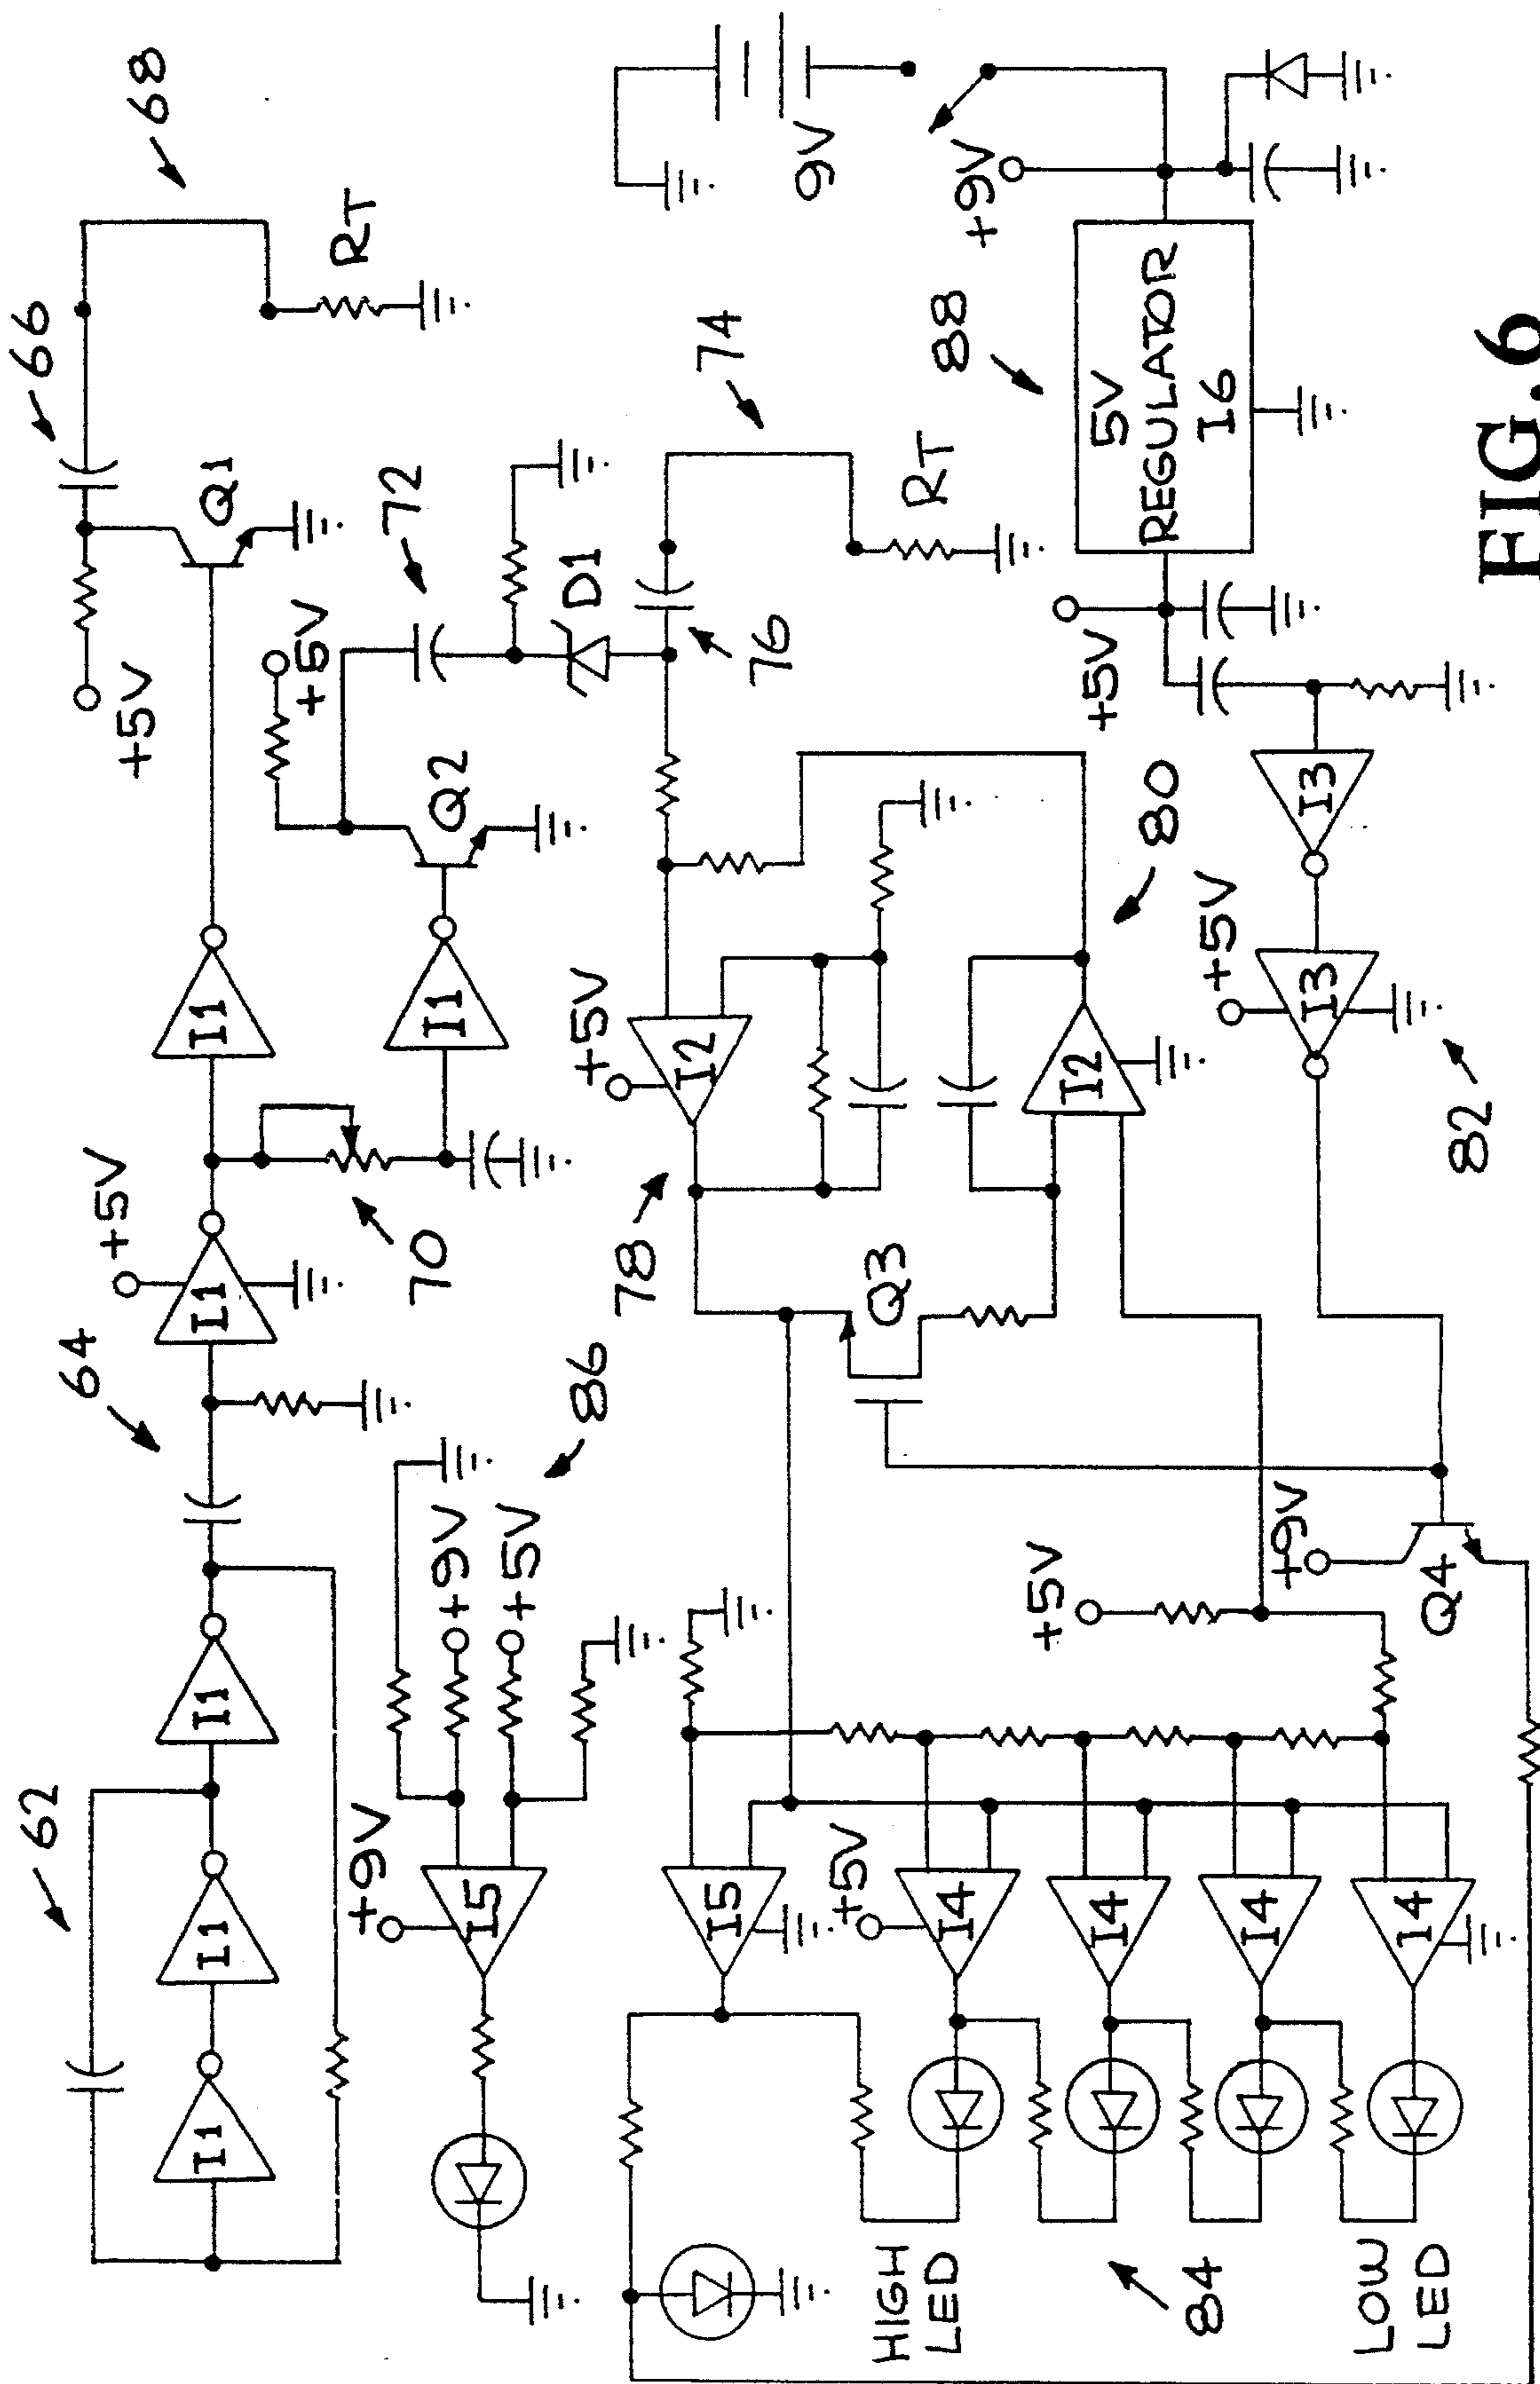 62
64
66
68
+5V
+5V
I1
I1
I1
I1
I1
Q1
RT
70
I1
Q2
+5V
72
D1
86
+9V
+9V
+5V
I5
78
+5V
I2
76
74
RT
9V
I5
+5V
I4
I4
I4
I4
Q3
I2
80
+5V
+9V
Q4
82
+5V
I3
I3
+5V
88
+9V
5V
REGULATOR
I6
HIGH
LED
84
LOW
LED
FIG.6